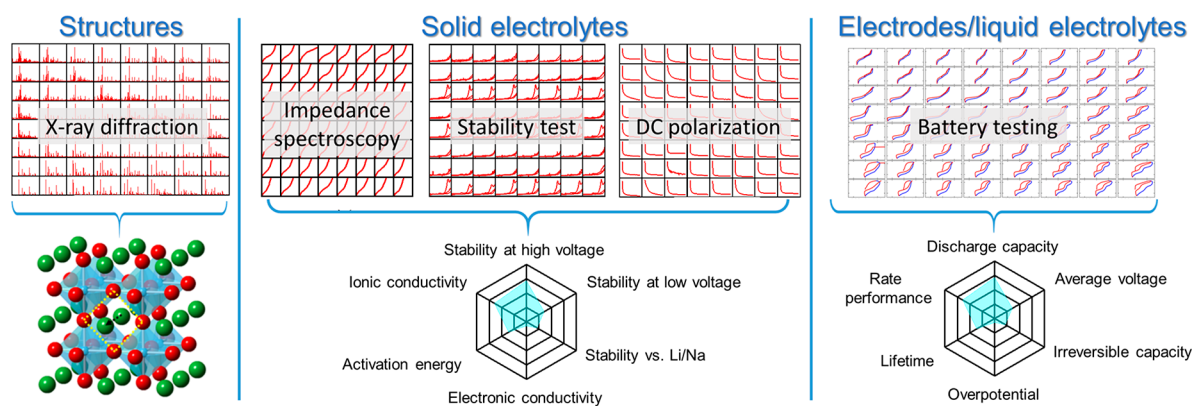 Structures
Solid electrolytes
Electrodes/liquid electrolytes
X-ray diffraction
Impedance
spectroscopy
Stability test
DC polarization
Battery testing
Stability at high voltage
Ionic conductivity
Stability at low voltage
Activation energy
Stability vs. Li/Na
Electronic conductivity
Discharge capacity
Rate
performance
Average voltage
Lifetime
Irreversible capacity
Overpotential